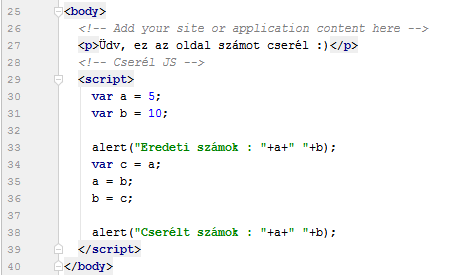 25 <body>
26 <!-- Add your site or application content here -->
27 <p>Üdv, ez az oldal számot cserél :)</p>
28 <!-- Cserél JS -->
29 <script>
30 var a = 5;
31 var b = 10;
32
33 alert("Eredeti számok : "+a+" "+b);
34 var c = a;
35 a = b;
36 b = c;
37
38 alert("Cserélt számok : "+a+" "+b);
39 </script>
40 </body>